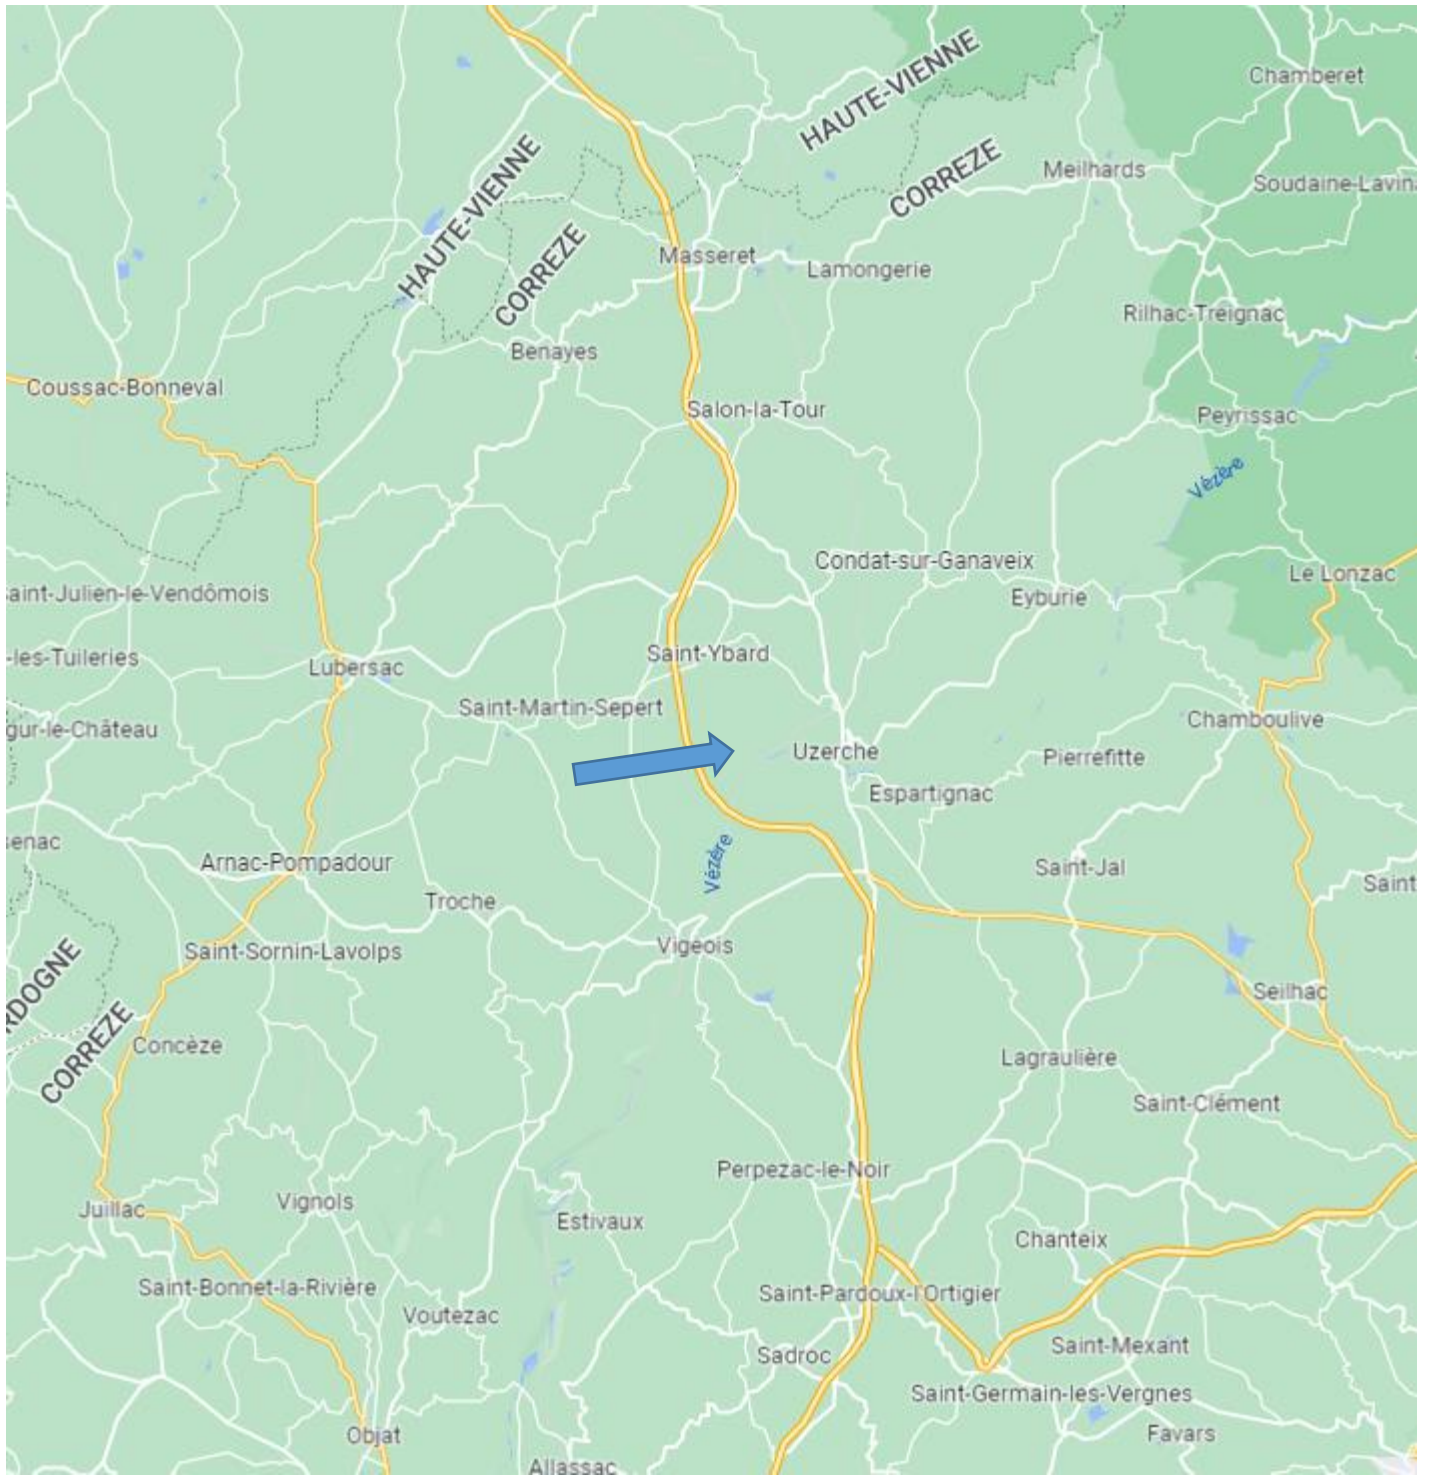 HAUTE-VIENNE
Chamberet
HAUTE-VIENNE
CORREZE
Meilhards
Soudaine-Lavina
CORREZE
Masseret
Lamongerie
Rilhac-Treignac
Benayes
Coussac-Bonneval
Salon-la-Tour
Peyrissac
Vézère
Condat-sur-Ganaveix
Le Lonzac
aint-Julien-le-Vendômois
Eyburie
Saint-Ybard
-les-Tuileries
Lubersac
Saint-Martin-Sepert
Chamboulive
gur-le-Château
Uzerche
Pierrefitte
Espartignac
senac
Arnac-Pompadour
Vézère
Saint-Jal
Saint
Troche
Saint-Sornin-Lavolps
Vigeois
RDOGNE
CORREZE
Seilhac
Concèze
Lagraulière
Saint-Clément
Perpezac-le-Noir
Vignols
Juillac
Estivaux
Chanteix
Saint-Bonnet-la-Rivière
Saint-Pardoux-l'Ortigier
Voutezac
Saint-Mexant
Sadroc
Saint-Germain-les-Vergnes
Objat
Favars
Allassac